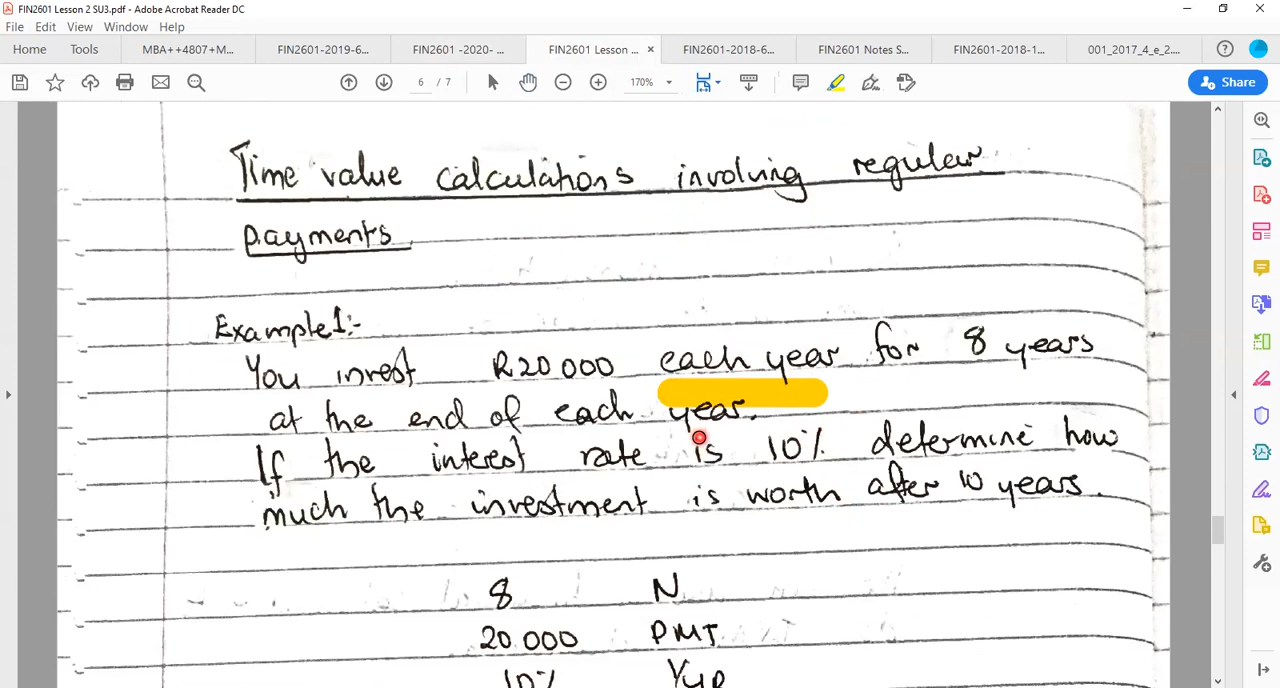 FIN2601 Lesson 2 SU3.pdf - Adobe Acrobat Reader DC
File Edit View Window Help
Home Tools MBA++4807+M... FIN2601-2019-6... FIN2601 -2020- ... FIN2601 Lesson ... × FIN2601-2018-6... FIN2601 Notes S... FIN2601-2018-1... 001_2017_4_e_2....
6 / 7 170% Share
Time value calculations involving regular
payments
Example 1:-
You invest R20 000 each year for 8 years
at the end of each year.
If the interest rate is 10% determine how
much the investment is worth after 10 years.
8 N
20.000 PMT
10% I/YR